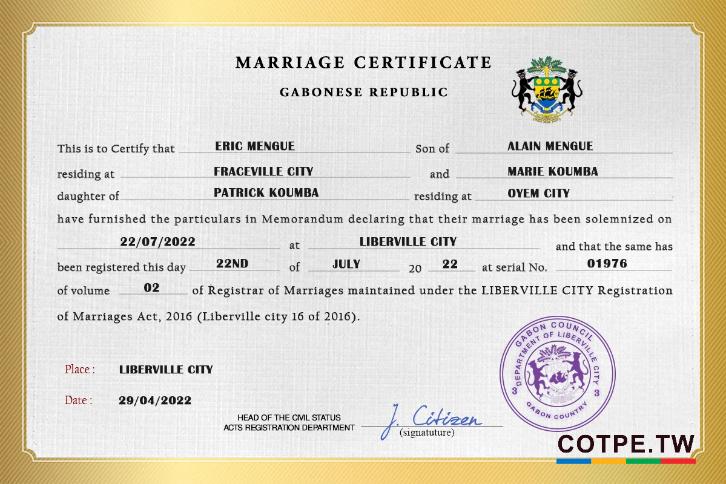 MARRIAGE CERTIFICATE
GABONESE REPUBLIC
This is to Certify that ERIC MENGUE Son of ALAIN MENGUE
residing at FRACEVILLE CITY and MARIE KOUMBA
daughter of PATRICK KOUMBA residing at OYEM CITY
have furnished the particulars in Memorandum declaring that their marriage has been solemnized on
22/07/2022 at LIBERVILLE CITY and that the same has
been registered this day 22ND of JULY 20 22 at serial No. 01976
of volume 02 of Registrar of Marriages maintained under the LIBERVILLE CITY Registration
of Marriages Act, 2016 (Liberville city 16 of 2016).
GABON COUNCIL
DEPARTMENT OF LIBERVILLE CITY
3 3
GABON COUNTRY
Place : LIBERVILLE CITY
Date : 29/04/2022
HEAD OF THE CIVIL STATUS
ACTS REGISTRATION DEPARTMENT
J. Citizen
(signatuture)
COTPE.TW